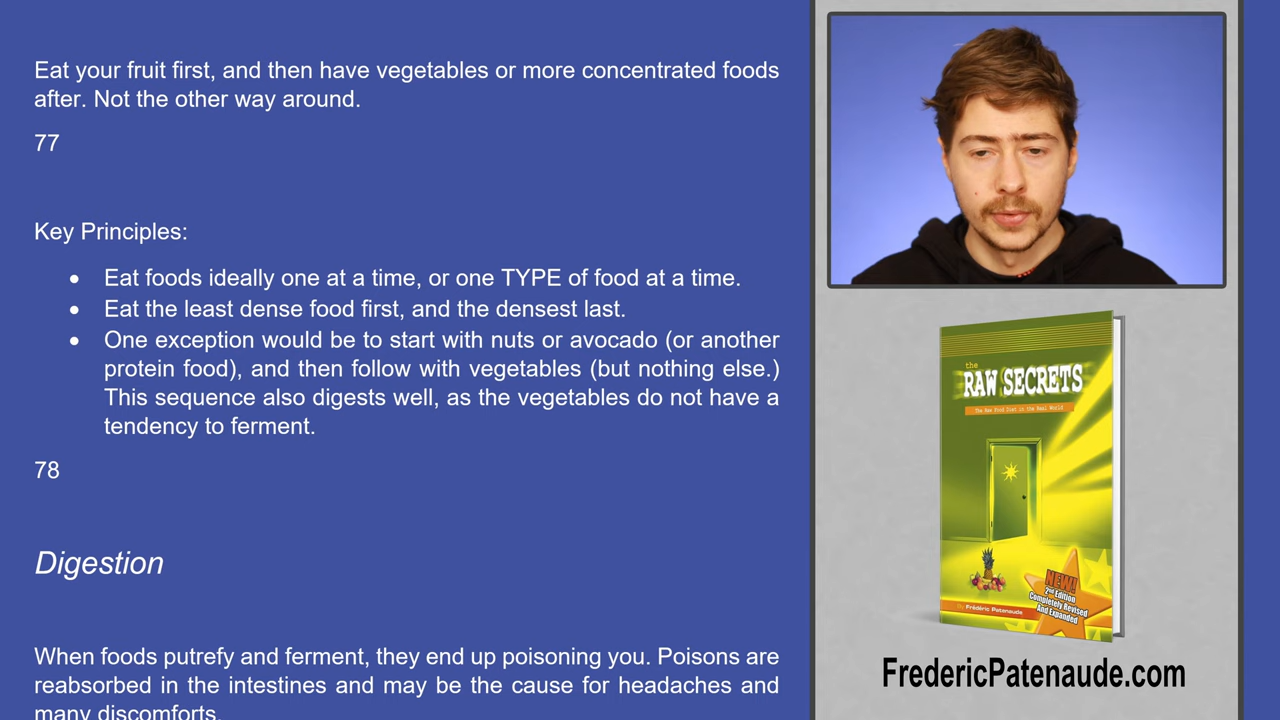 Eat your fruit first, and then have vegetables or more concentrated foods
after. Not the other way around.
77
Key Principles:
• Eat foods ideally one at a time, or one TYPE of food at a time.
• Eat the least dense food first, and the densest last.
• One exception would be to start with nuts or avocado (or another
protein food), and then follow with vegetables (but nothing else.)
This sequence also digests well, as the vegetables do not have a
tendency to ferment.
78
Digestion
When foods putrefy and ferment, they end up poisoning you. Poisons are
reabsorbed in the intestines and may be the cause for headaches and
many discomforts.
the
RAW SECRETS
The Raw Food Diet in the Real World
NEW!
2nd Edition
Completely Revised
And Expanded
By Frédéric Patenaude
FredericPatenaude.com